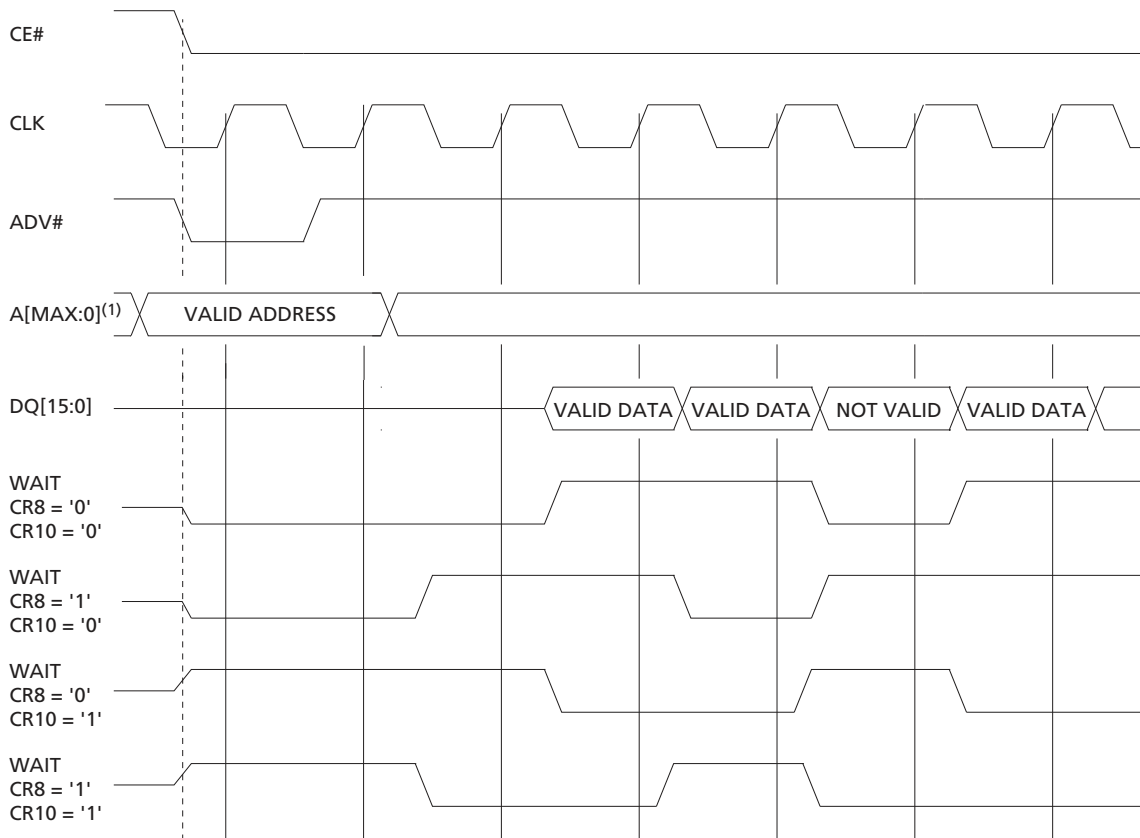 CE#
CLK
ADV#
A[MAX:0](1)
VALID ADDRESS
DQ[15:0]
VALID DATA
VALID DATA
NOT VALID
VALID DATA
WAIT
CR8 = '0'
CR10 = '0'
WAIT
CR8 = '1'
CR10 = '0'
WAIT
CR8 = '0'
CR10 = '1'
WAIT
CR8 = '1'
CR10 = '1'